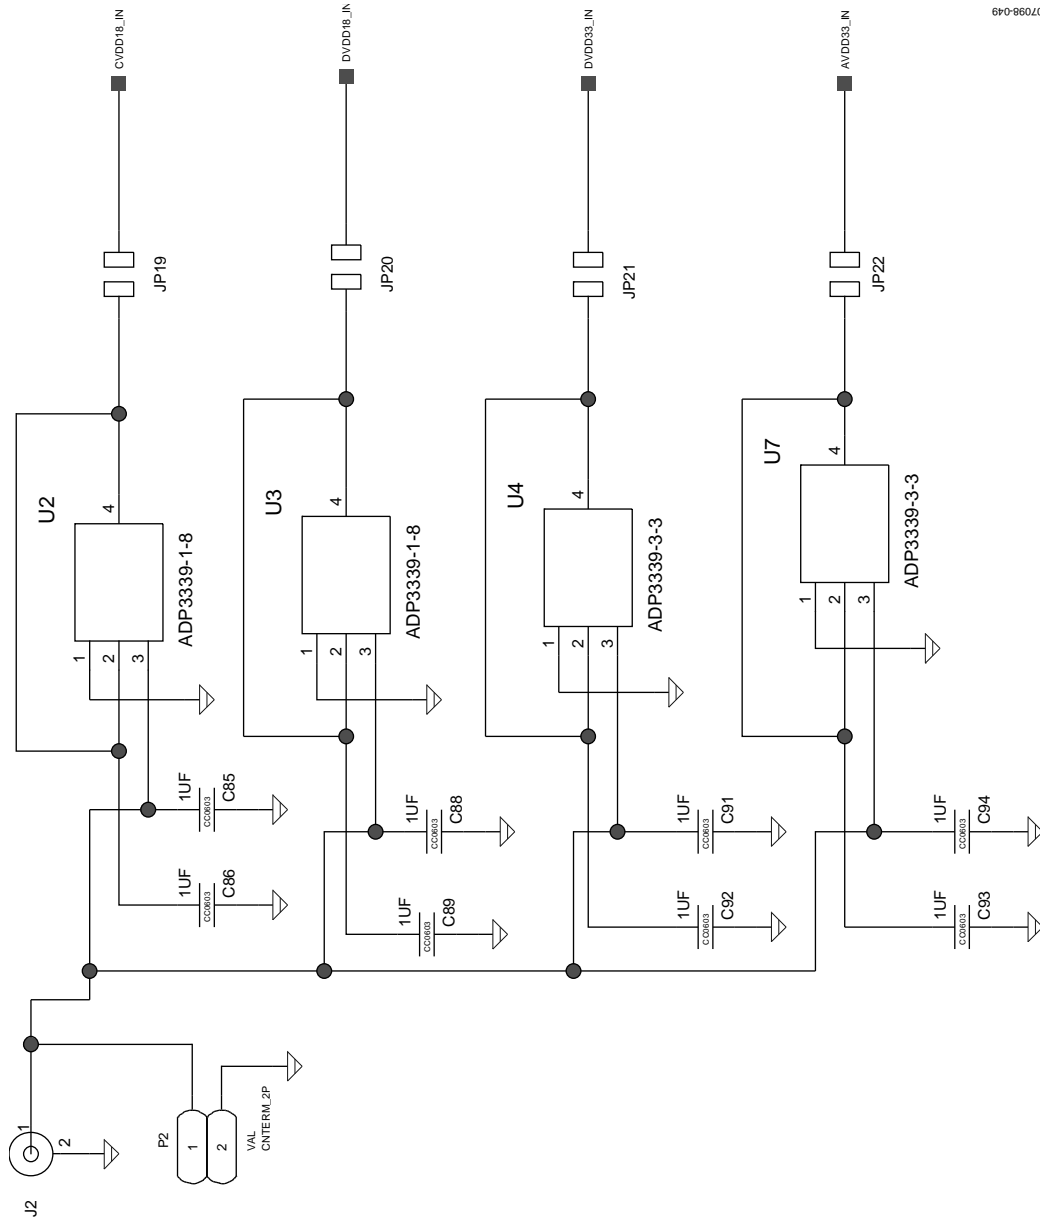 CVDD18_IN
DVDD18_IN
DVDD33_IN
AVDD33_IN
07098-049
JP19
JP20
JP21
JP22
U2
4
ADP3339-1-8
1
2
3
U3
4
ADP3339-1-8
1
2
3
U4
4
ADP3339-3-3
1
2
3
U7
4
ADP3339-3-3
1
2
3
1UF
CC0603
C85
1UF
CC0603
C86
1UF
CC0603
C88
1UF
CC0603
C89
1UF
CC0603
C91
1UF
CC0603
C92
1UF
CC0603
C94
1UF
CC0603
C93
J2
1
2
P2
1
2
VAL
CNTERM_2P